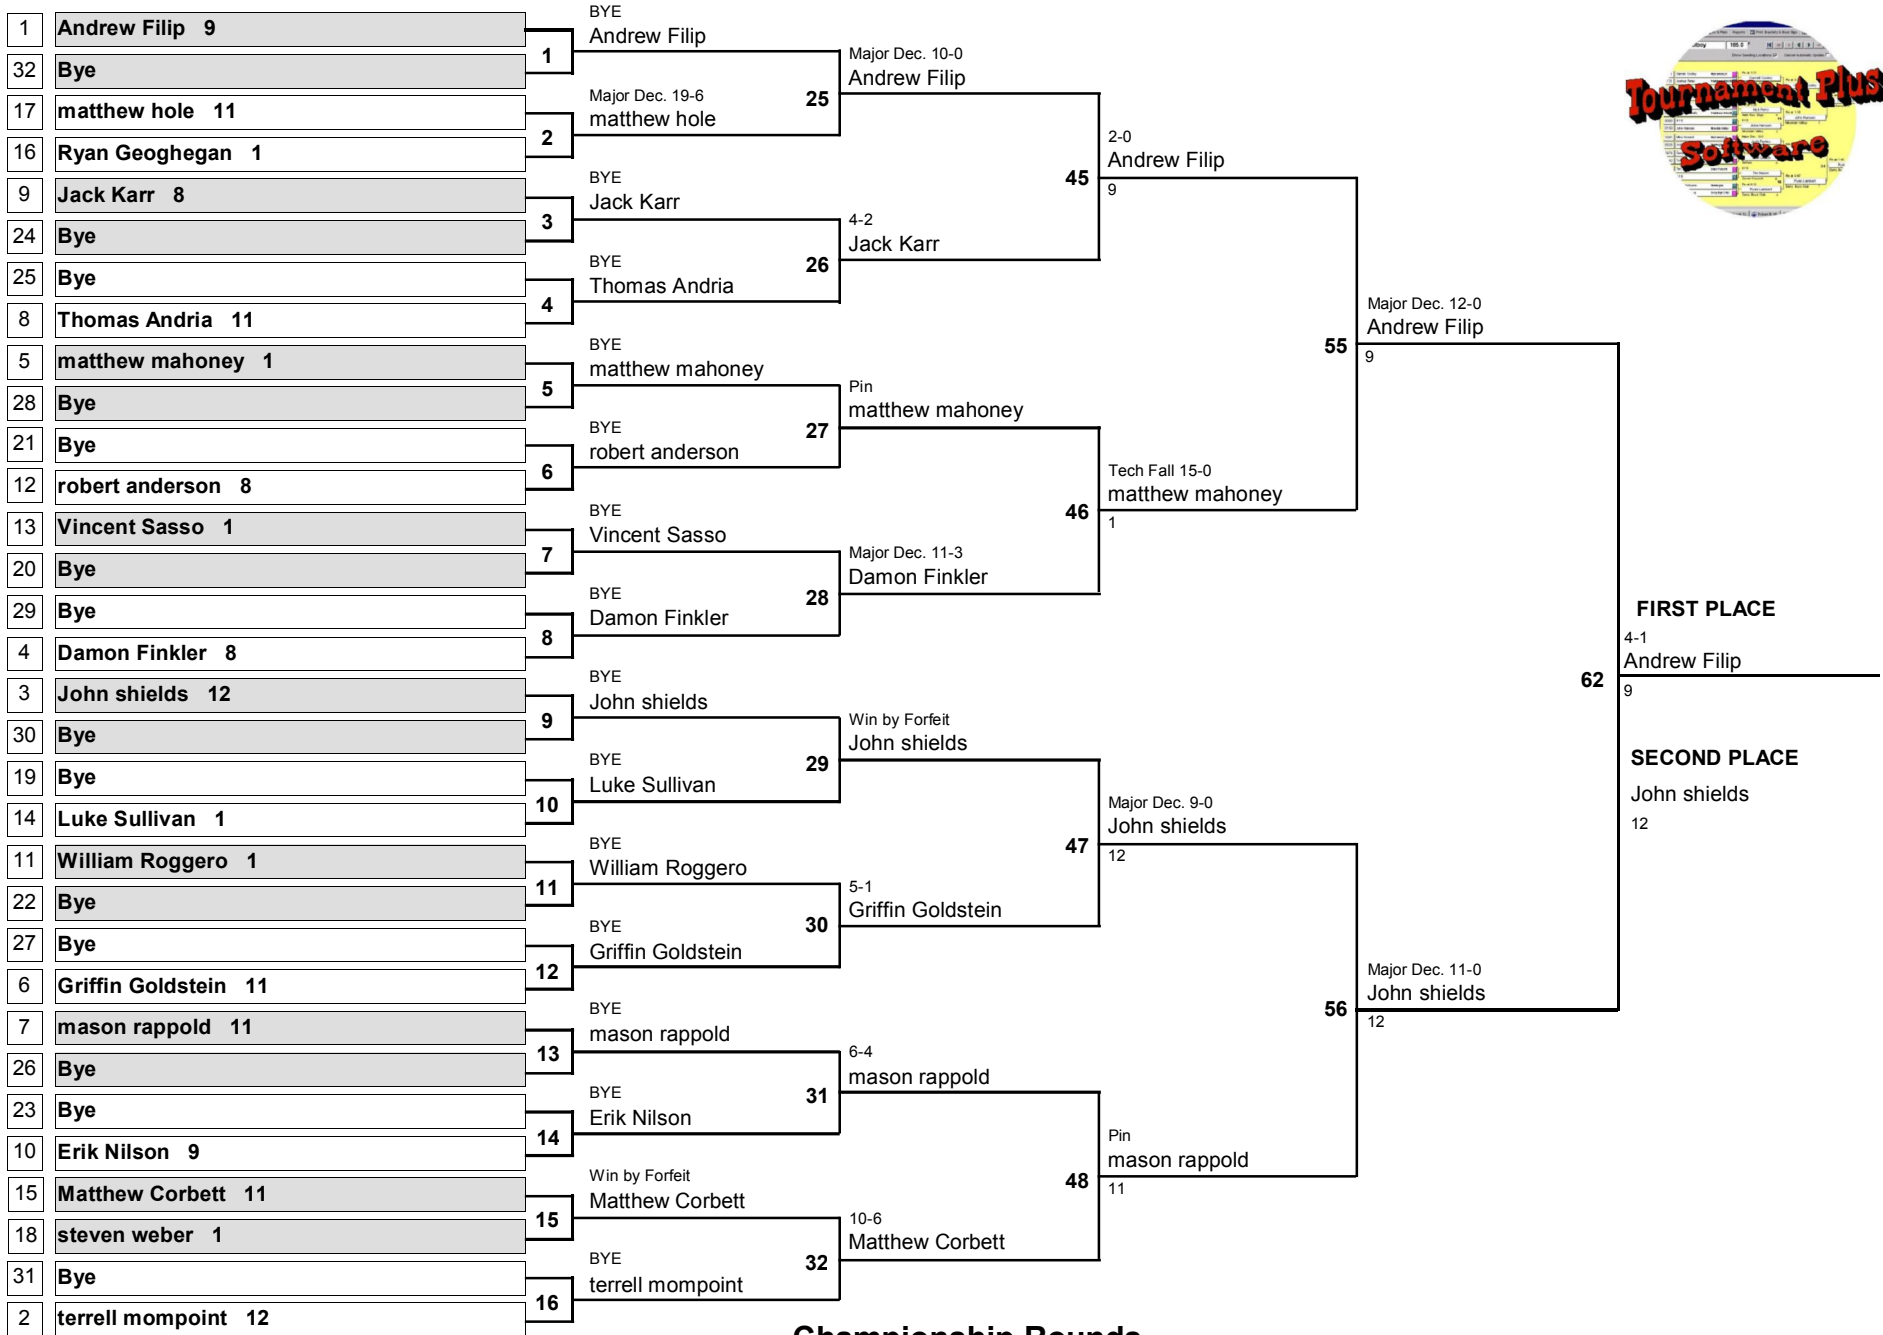 1 Andrew Filip 9
32 Bye
17 matthew hole 11
16 Ryan Geoghegan 1
9 Jack Karr 8
24 Bye
25 Bye
8 Thomas Andria 11
5 matthew mahoney 1
28 Bye
21 Bye
12 robert anderson 8
13 Vincent Sasso 1
20 Bye
29 Bye
4 Damon Finkler 8
3 John shields 12
30 Bye
19 Bye
14 Luke Sullivan 1
11 William Roggero 1
22 Bye
27 Bye
6 Griffin Goldstein 11
7 mason rappold 11
26 Bye
23 Bye
10 Erik Nilson 9
15 Matthew Corbett 11
18 steven weber 1
31 Bye
2 terrell mompoint 12
BYE
Andrew Filip
1
Major Dec. 19-6
matthew hole
2
BYE
Jack Karr
3
BYE
Thomas Andria
4
BYE
matthew mahoney
5
BYE
robert anderson
6
BYE
Vincent Sasso
7
BYE
Damon Finkler
8
BYE
John shields
9
BYE
Luke Sullivan
10
BYE
William Roggero
11
BYE
Griffin Goldstein
12
BYE
mason rappold
13
BYE
Erik Nilson
14
Win by Forfeit
Matthew Corbett
15
BYE
terrell mompoint
16
Major Dec. 10-0
Andrew Filip
25
4-2
Jack Karr
26
Pin
matthew mahoney
27
Major Dec. 11-3
Damon Finkler
28
Win by Forfeit
John shields
29
5-1
Griffin Goldstein
30
6-4
mason rappold
31
10-6
Matthew Corbett
32
2-0
Andrew Filip
45
9
Tech Fall 15-0
matthew mahoney
46
1
Major Dec. 9-0
John shields
47
12
Pin
mason rappold
48
11
Major Dec. 12-0
Andrew Filip
55
9
Major Dec. 11-0
John shields
56
12
FIRST PLACE
4-1
Andrew Filip
62
9
SECOND PLACE
John shields
12
Tournament Plus
Software
Championship Rounds